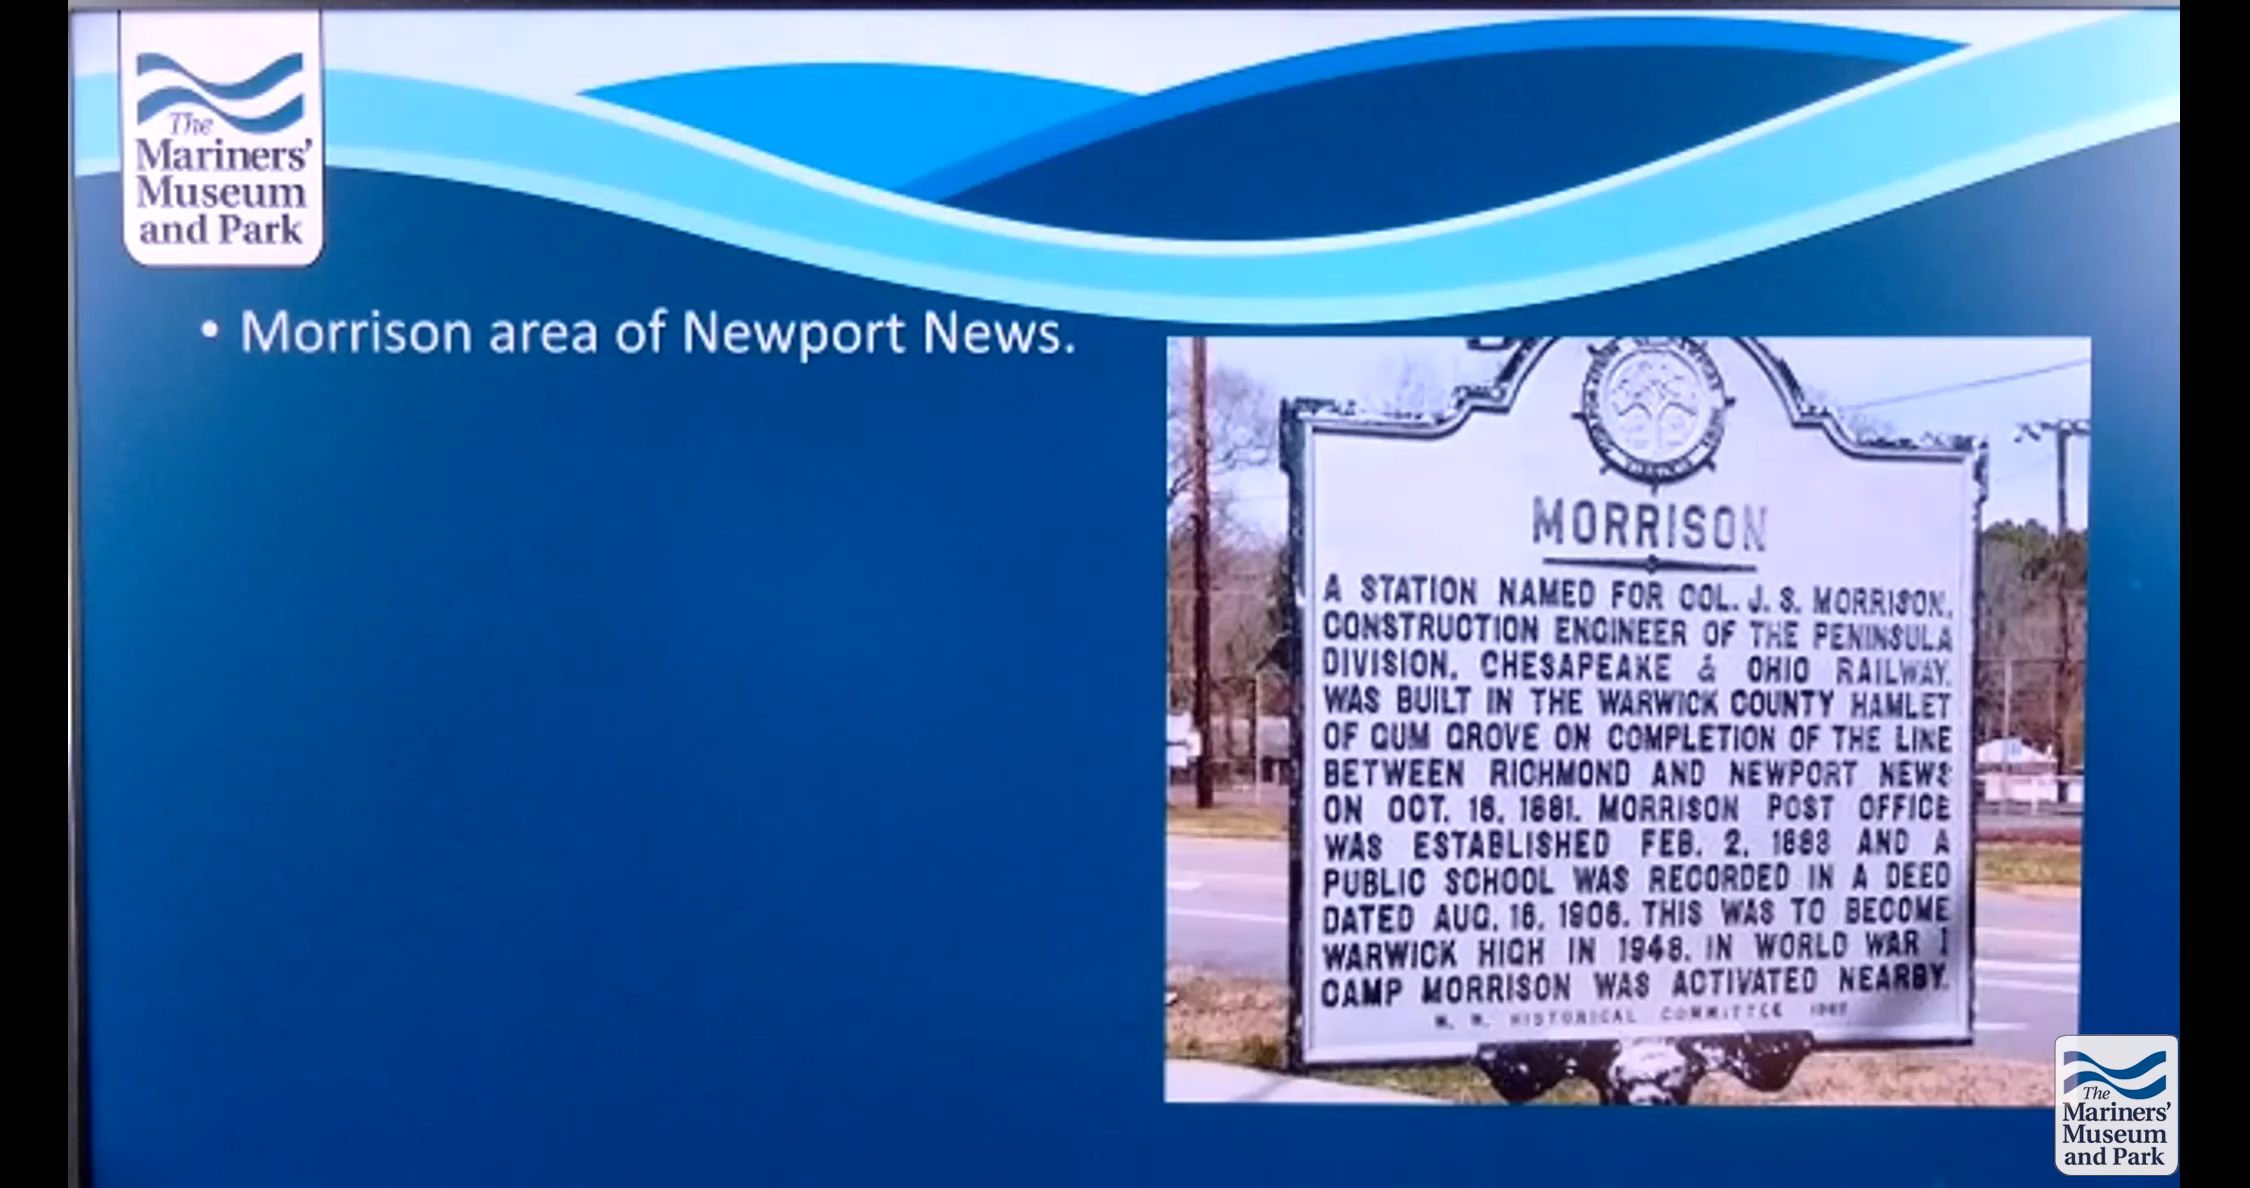 The
Mariners'
Museum
and Park
• Morrison area of Newport News.
VIRGINIA
MORRISON
A STATION NAMED FOR COL. J. S. MORRISON,
CONSTRUCTION ENGINEER OF THE PENINSULA
DIVISION, CHESAPEAKE & OHIO RAILWAY,
WAS BUILT IN THE WARWICK COUNTY HAMLET
OF GUM GROVE ON COMPLETION OF THE LINE
BETWEEN RICHMOND AND NEWPORT NEWS
ON OCT. 16, 1881. MORRISON POST OFFICE
WAS ESTABLISHED FEB. 2, 1883 AND A
PUBLIC SCHOOL WAS RECORDED IN A DEED
DATED AUG. 16, 1906. THIS WAS TO BECOME
WARWICK HIGH IN 1948. IN WORLD WAR I
CAMP MORRISON WAS ACTIVATED NEARBY.
N. N. HISTORICAL COMMITTEE
The
Mariners'
Museum
and Park